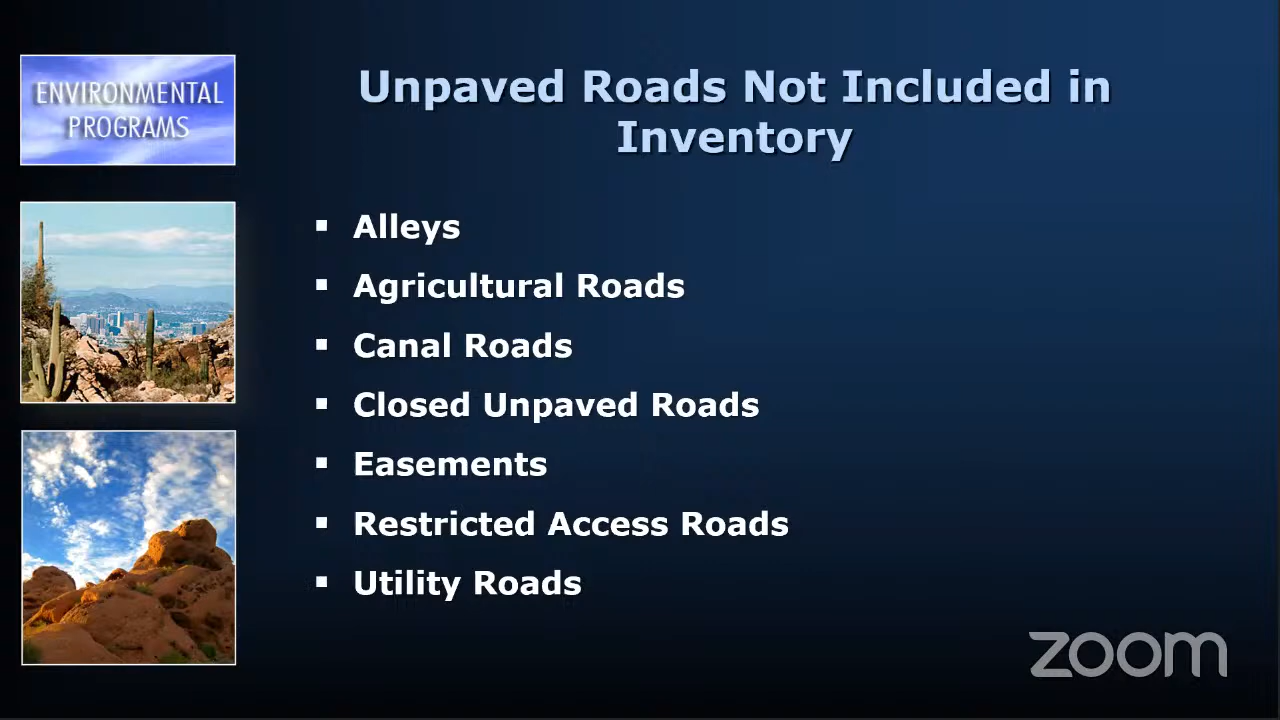 ENVIRONMENTAL
PROGRAMS
Unpaved Roads Not Included in
Inventory
▪ Alleys
▪ Agricultural Roads
▪ Canal Roads
▪ Closed Unpaved Roads
▪ Easements
▪ Restricted Access Roads
▪ Utility Roads
zoom